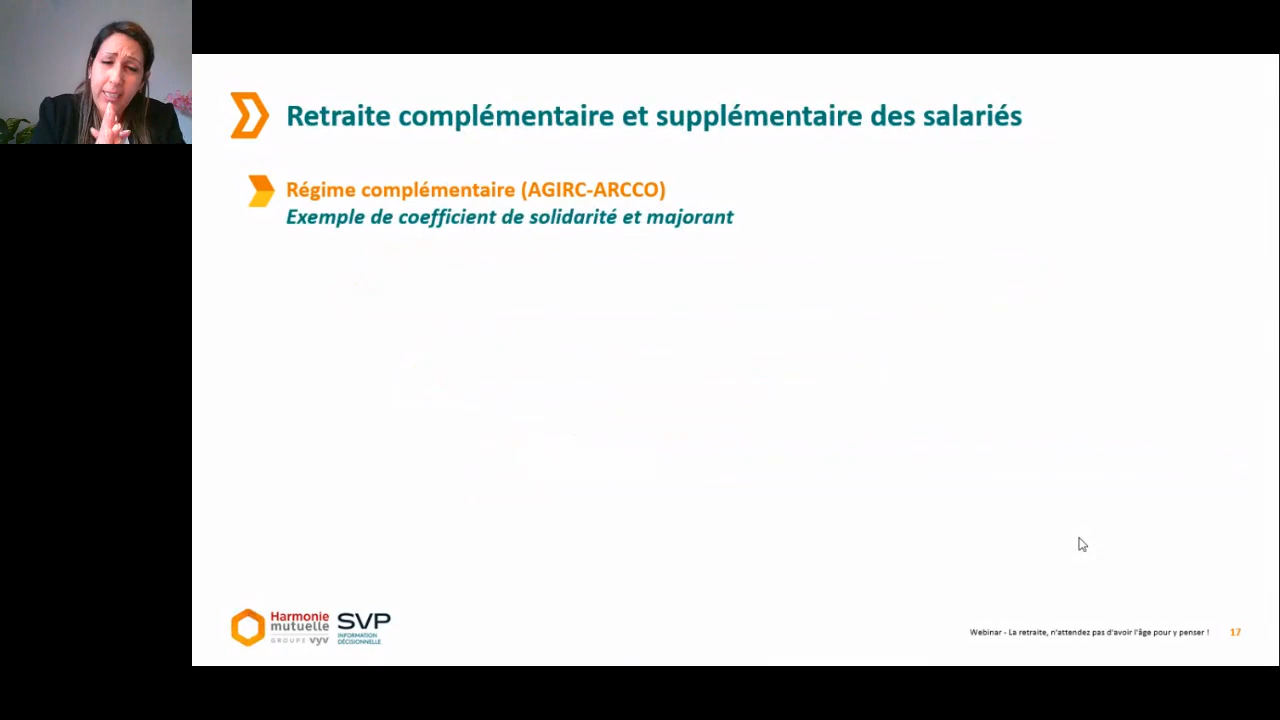 Retraite complémentaire et supplémentaire des salariés
Régime complémentaire (AGIRC-ARCCO)
Exemple de coefficient de solidarité et majorant
Harmonie
mutuelle
GROUPE vyv
SVP
INFORMATION
DÉCISIONNELLE
Webinar - La retraite, n'attendez pas d'avoir l'âge pour y penser !
17